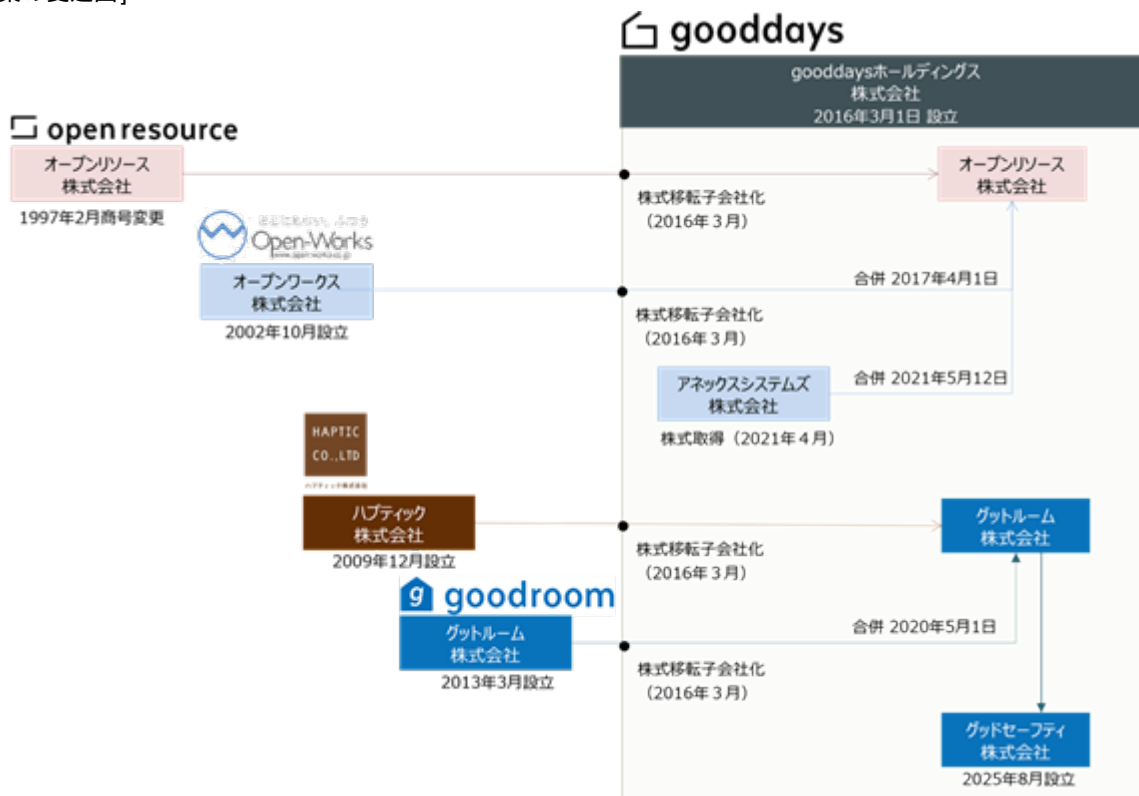 gooddays
gooddaysホールディングス
株式会社
2016年3月1日 設立
open resource
オープンリソース
株式会社
1997年2月商号変更
オープンリソース
株式会社
株式移転子会社化
（2016年３月）
Open-Works
www.open-works.co.jp
オープンワークス
株式会社
2002年10月設立
合併 2017年4月1日
株式移転子会社化
（2016年３月）
アネックスシステムズ
株式会社
合併 2021年5月12日
株式取得（2021年４月）
HAPTIC
CO.,LTD
ハプティック株式会社
ハプティック
株式会社
2009年12月設立
グットルーム
株式会社
株式移転子会社化
（2016年３月）
g goodroom
グットルーム
株式会社
2013年3月設立
合併 2020年5月1日
株式移転子会社化
（2016年３月）
グッドセーフティ
株式会社
2025年8月設立